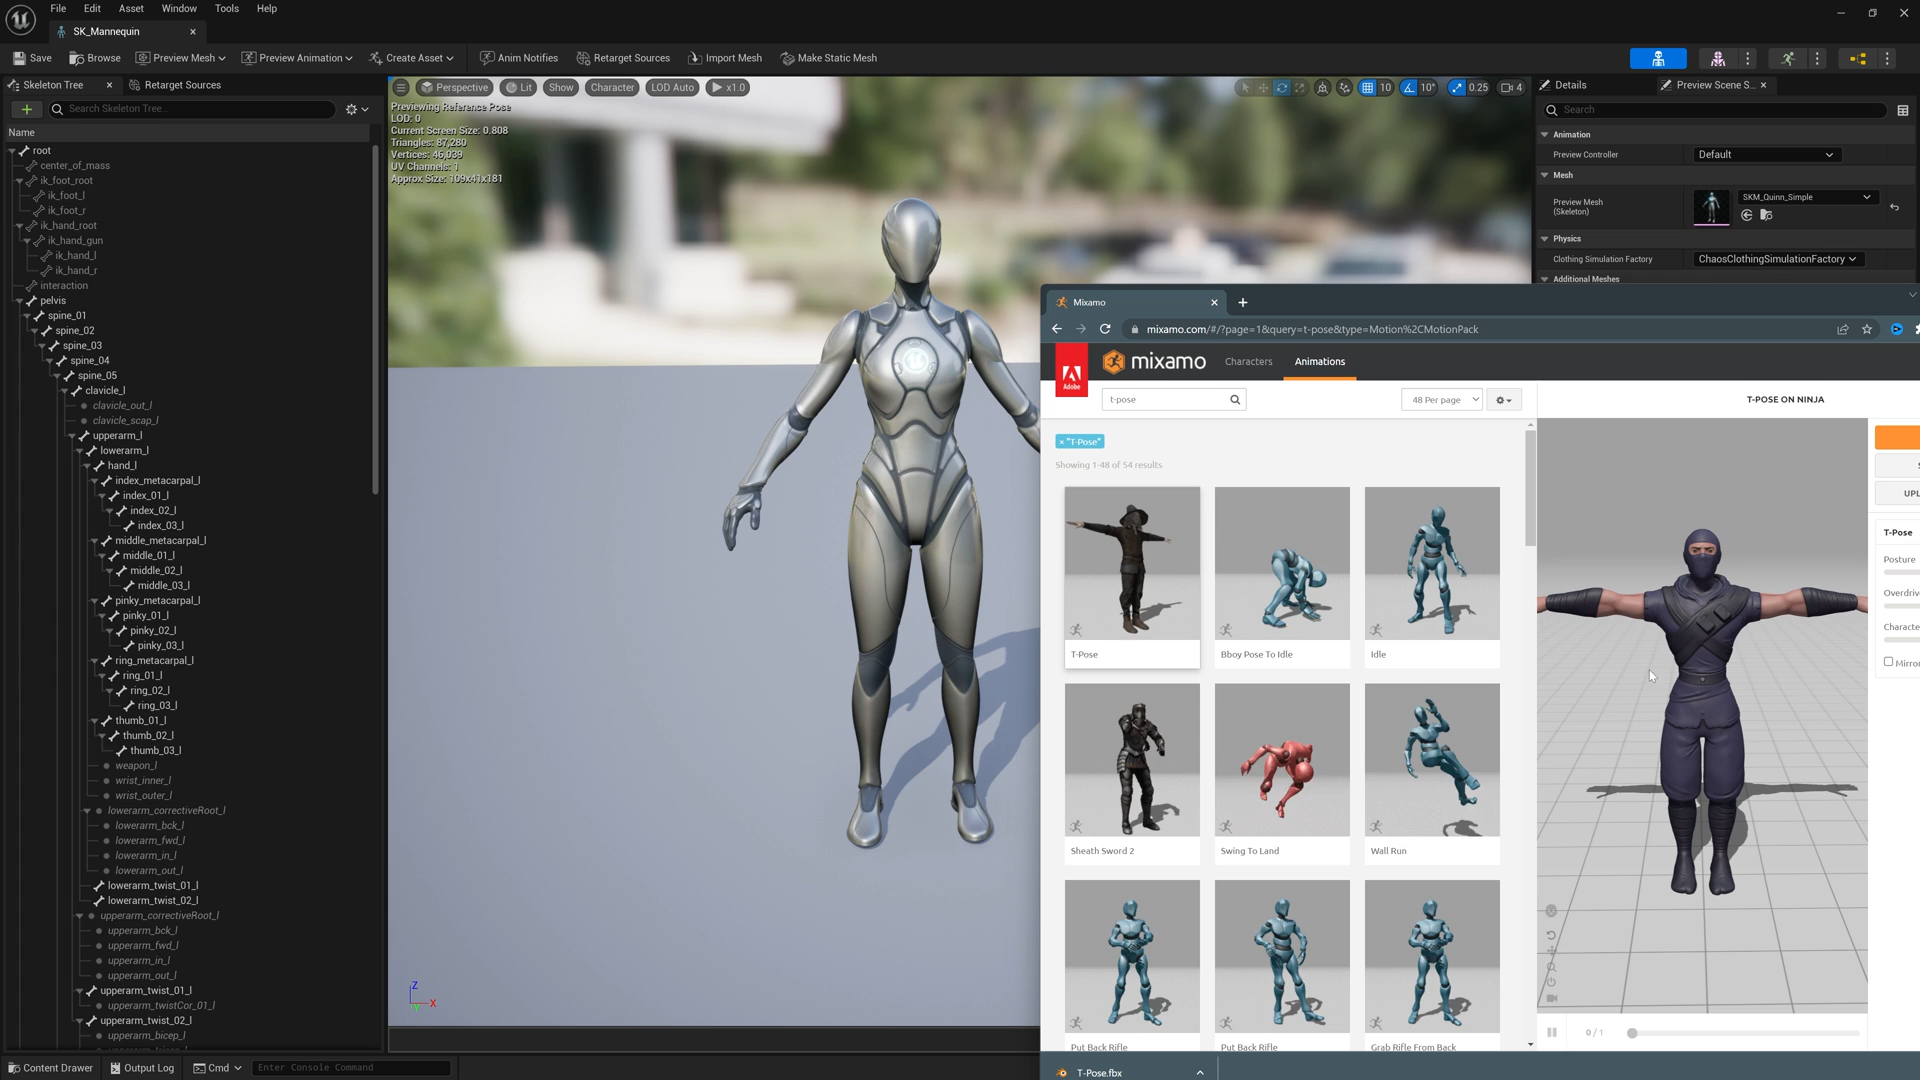 File Edit Asset Window Tools Help
SK_Mannequin
Save Browse Preview Mesh Preview Animation Create Asset Anim Notifies Retarget Sources Import Mesh Make Static Mesh
Skeleton Tree
Retarget Sources
Search Skeleton Tree...
Name
root
center_of_mass
ik_foot_root
ik_foot_l
ik_foot_r
ik_hand_root
ik_hand_gun
ik_hand_l
ik_hand_r
interaction
pelvis
spine_01
spine_02
spine_03
spine_04
spine_05
clavicle_l
clavicle_out_l
clavicle_scap_l
upperarm_l
lowerarm_l
hand_l
index_metacarpal_l
index_01_l
index_02_l
index_03_l
middle_metacarpal_l
middle_01_l
middle_02_l
middle_03_l
pinky_metacarpal_l
pinky_01_l
pinky_02_l
pinky_03_l
ring_metacarpal_l
ring_01_l
ring_02_l
ring_03_l
thumb_01_l
thumb_02_l
thumb_03_l
weapon_l
wrist_inner_l
wrist_outer_l
lowerarm_correctiveRoot_l
lowerarm_bck_l
lowerarm_fwd_l
lowerarm_in_l
lowerarm_out_l
lowerarm_twist_01_l
lowerarm_twist_02_l
upperarm_correctiveRoot_l
upperarm_bck_l
upperarm_fwd_l
upperarm_in_l
upperarm_out_l
upperarm_twist_01_l
upperarm_twistCor_01_l
upperarm_twist_02_l
upperarm_bicep_l
Content Drawer Output Log Cmd Enter Console Command
Perspective Lit Show Character LOD Auto x1.0
10 10° 0.25 4
Previewing Reference Pose
LOD: 0
Current Screen Size: 0.808
Triangles: 87,280
Vertices: 46,039
UV Channels: 1
Approx Size: 109x41x181
Z
X
Y
Details
Preview Scene S...
Search
Animation
Preview Controller Default
Mesh
Preview Mesh
(Skeleton)
SKM_Quinn_Simple
Physics
Clothing Simulation Factory ChaosClothingSimulationFactory
Additional Meshes
Mixamo
mixamo.com/#/?page=1&query=t-pose&type=Motion%2CMotionPack
Adobe
mixamo Characters Animations
t-pose
48 Per page
T-POSE ON NINJA
× "T-Pose"
Showing 1-48 of 54 results
T-Pose
Bboy Pose To Idle
Idle
Sheath Sword 2
Swing To Land
Wall Run
Put Back Rifle
Put Back Rifle
Grab Rifle From Back
S
UPL
T-Pose
Posture
Overdriv
Characte
Mirror
0 / 1
T-Pose.fbx